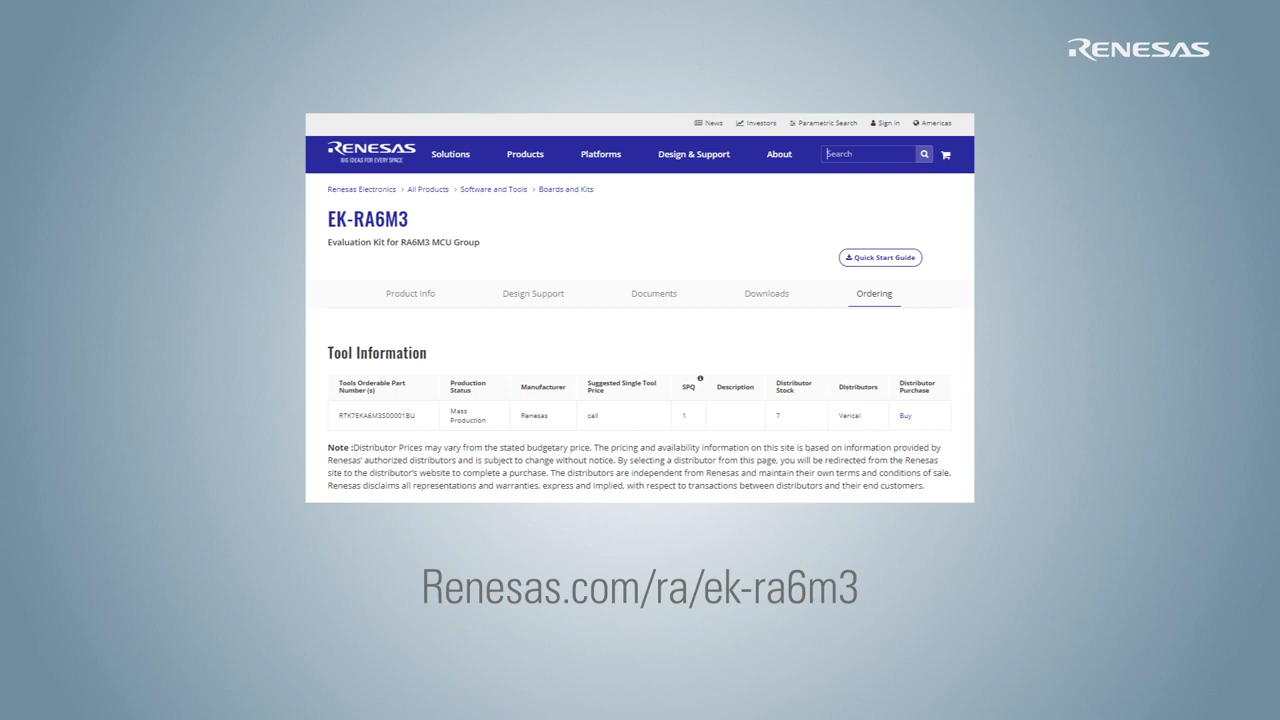 RENESAS
News Investors Parametric Search Sign in Americas
RENESAS
BIG IDEAS FOR EVERY SPACE
Solutions Products Platforms Design & Support About Search
Renesas Electronics > All Products > Software and Tools > Boards and Kits
EK-RA6M3
Evaluation Kit for RA6M3 MCU Group
Quick Start Guide
Product Info Design Support Documents Downloads Ordering
Tool Information
Tools Orderable Part Number (s) Production Status Manufacturer Suggested Single Tool Price SPQ Description Distributor Stock Distributors Distributor Purchase
RTK7EKA6M3S00001BU Mass Production Renesas call 1 7 Verical Buy
Note :Distributor Prices may vary from the stated budgetary price. The pricing and availability information on this site is based on information provided by
Renesas' authorized distributors and is subject to change without notice. By selecting a distributor from this page, you will be redirected from the Renesas
site to the distributor's website to complete a purchase. The distributors are independent from Renesas and maintain their own terms and conditions of sale.
Renesas disclaims all representations and warranties, express and implied, with respect to transactions between distributors and their end customers.
Renesas.com/ra/ek-ra6m3